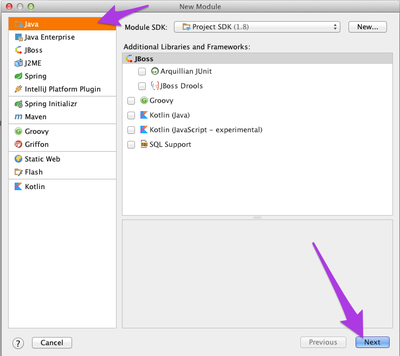 New Module
Java
Java Enterprise
JBoss
J2ME
Spring
IntelliJ Platform Plugin
Spring Initializr
Maven
Groovy
Griffon
Static Web
Flash
Kotlin
Module SDK: Project SDK (1.8) New...
Additional Libraries and Frameworks:
JBoss
Arquillian JUnit
JBoss Drools
Groovy
Kotlin (Java)
Kotlin (JavaScript - experimental)
SQL Support
? Cancel Previous Next